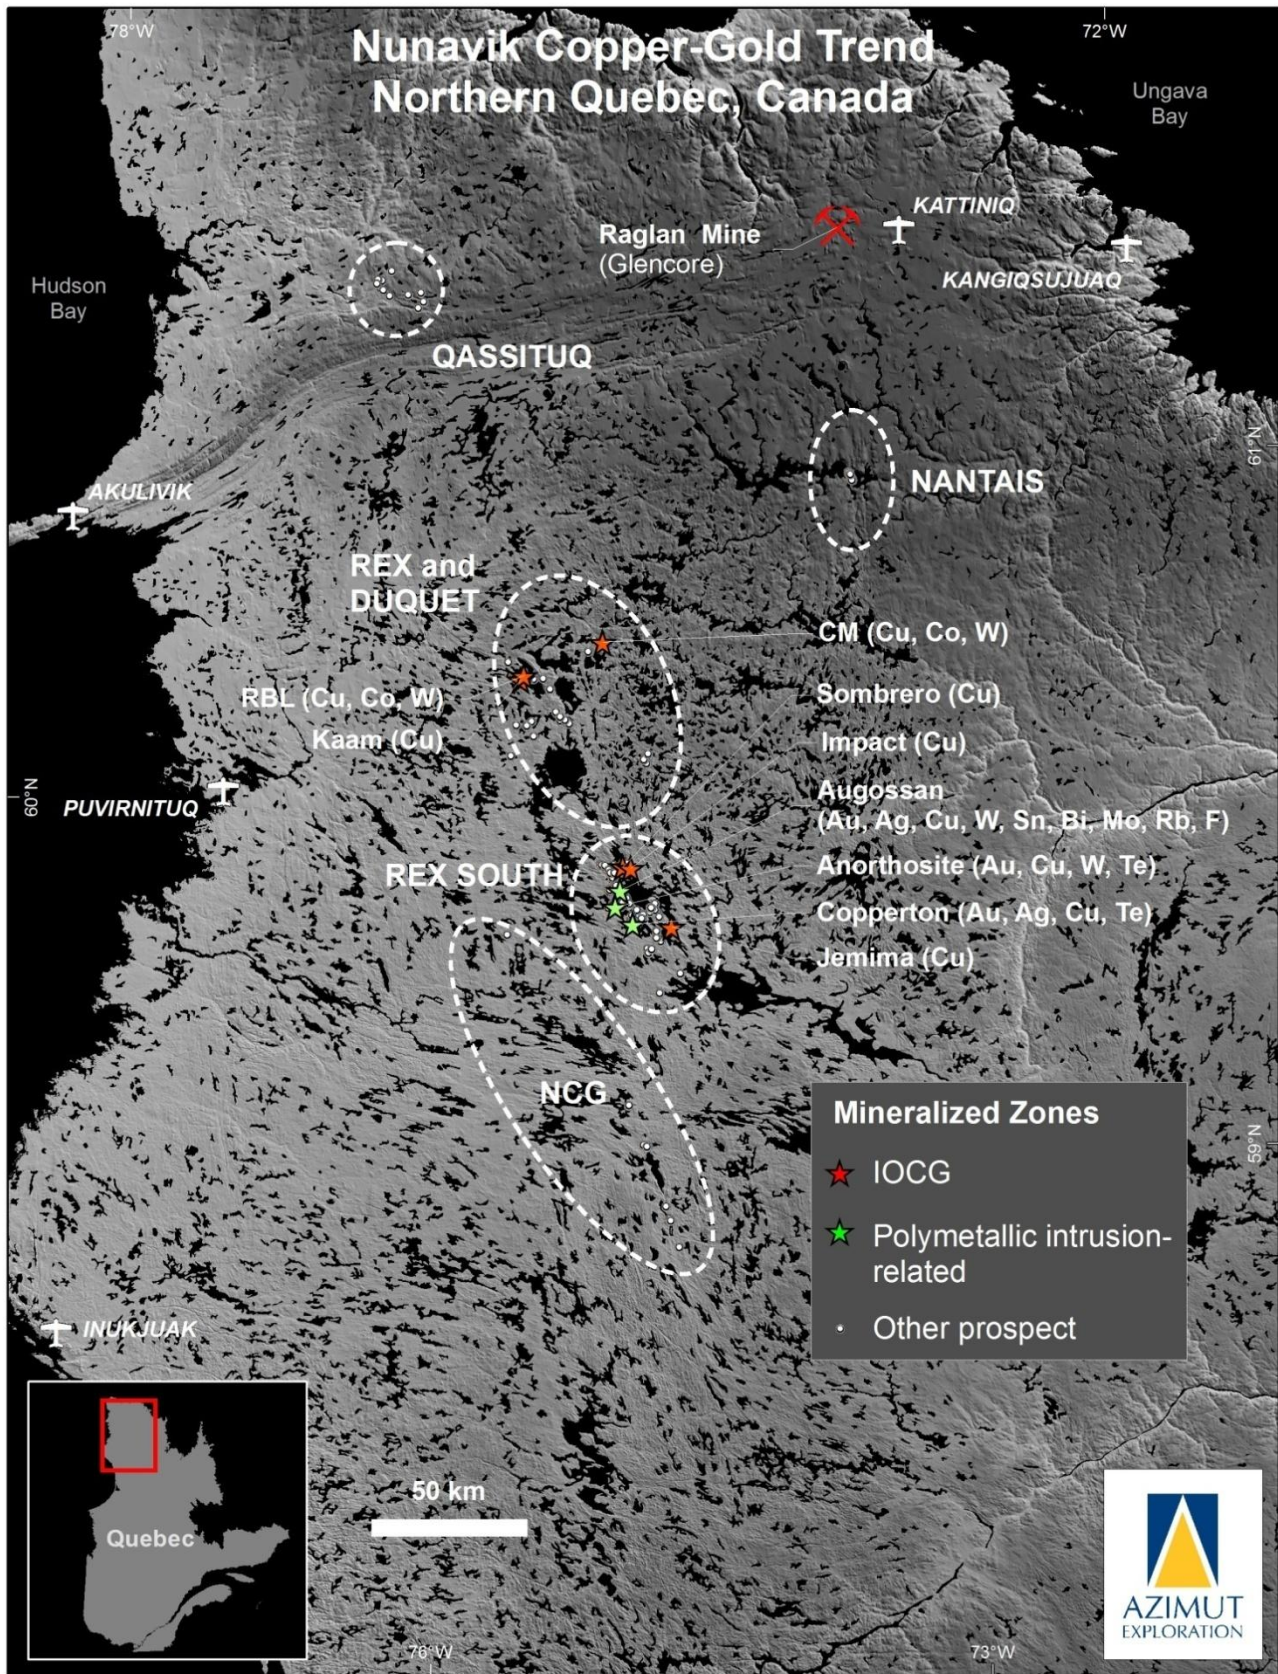 78°W
72°W
Nunavik Copper-Gold Trend
Northern Quebec, Canada
Ungava
Bay
KATTINIQ
Raglan Mine
(Glencore)
KANGIQSUJUAQ
Hudson
Bay
QASSITUQ
61°N
NANTAIS
AKULIVIK
REX and
DUQUET
CM (Cu, Co, W)
Sombrero (Cu)
RBL (Cu, Co, W)
Kaam (Cu)
Impact (Cu)
60°N
PUVIRNITUQ
Augossan
(Au, Ag, Cu, W, Sn, Bi, Mo, Rb, F)
REX SOUTH
Anorthosite (Au, Cu, W, Te)
Copperton (Au, Ag, Cu, Te)
Jemima (Cu)
NCG
Mineralized Zones
59°N
IOCG
Polymetallic intrusion-
related
Other prospect
INUKJUAK
50 km
Quebec
AZIMUT
EXPLORATION
76°W
73°W